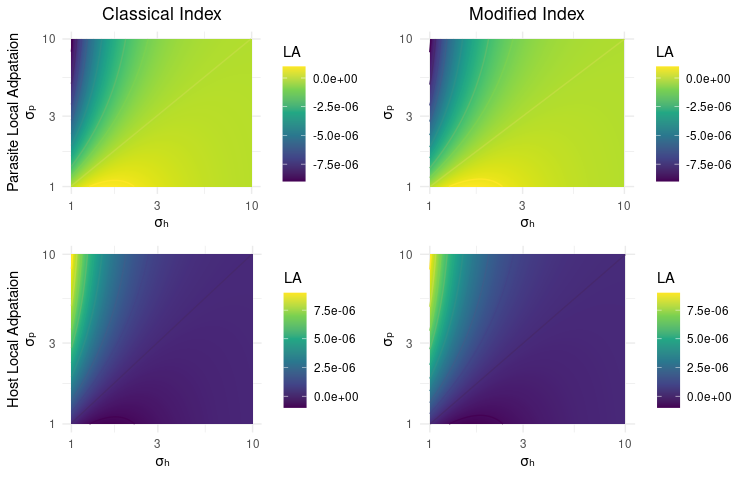 Classical Index
Modified Index
Parasite Local Adpataion
σₚ
10
3
1
1
3
10
σₕ
LA
0.0e+00
-2.5e-06
-5.0e-06
-7.5e-06
σₚ
10
3
1
1
3
10
σₕ
LA
0.0e+00
-2.5e-06
-5.0e-06
-7.5e-06
Host Local Adpataion
σₚ
10
3
1
1
3
10
σₕ
LA
7.5e-06
5.0e-06
2.5e-06
0.0e+00
σₚ
10
3
1
1
3
10
σₕ
LA
7.5e-06
5.0e-06
2.5e-06
0.0e+00